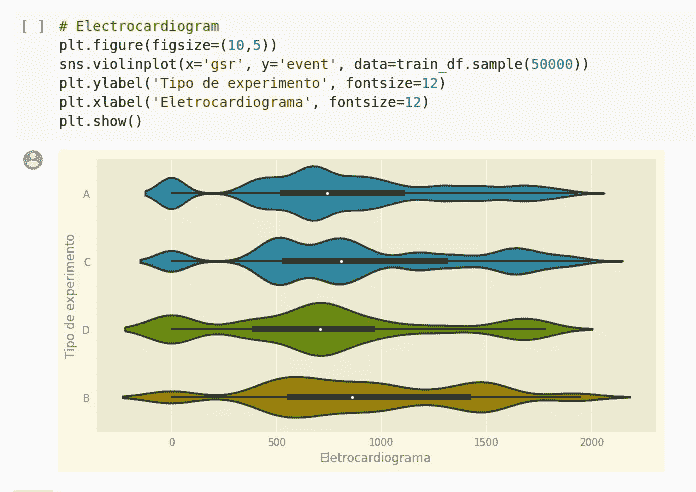 [ ] # Electrocardiogram
plt.figure(figsize=(10,5))
sns.violinplot(x='gsr', y='event', data=train_df.sample(50000))
plt.ylabel('Tipo de experimento', fontsize=12)
plt.xlabel('Eletrocardiograma', fontsize=12)
plt.show()
Tipo de experimento
A
C
D
B
0 500 1000 1500 2000
Eletrocardiograma